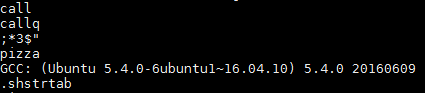 call
callq
;*3$"
pizza
GCC: (Ubuntu 5.4.0-6ubuntu1~16.04.10) 5.4.0 20160609
.shstrtab